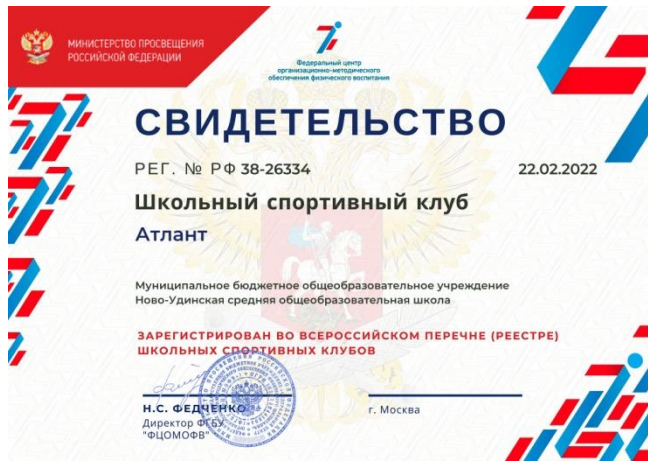 МИНИСТЕРСТВО ПРОСВЕЩЕНИЯ
РОССИЙСКОЙ ФЕДЕРАЦИИ
Федеральный центр
организационно-методического
обеспечения физического воспитания
СВИДЕТЕЛЬСТВО
РЕГ. № РФ 38-26334 22.02.2022
Школьный спортивный клуб
Атлант
Муниципальное бюджетное общеобразовательное учреждение
Ново-Удинская средняя общеобразовательная школа
ЗАРЕГИСТРИРОВАН ВО ВСЕРОССИЙСКОМ ПЕРЕЧНЕ (РЕЕСТРЕ)
ШКОЛЬНЫХ СПОРТИВНЫХ КЛУБОВ
Н.С. ФЕДЧЕНКО г. Москва
Директор ФГБУ
"ФЦОМОФВ"